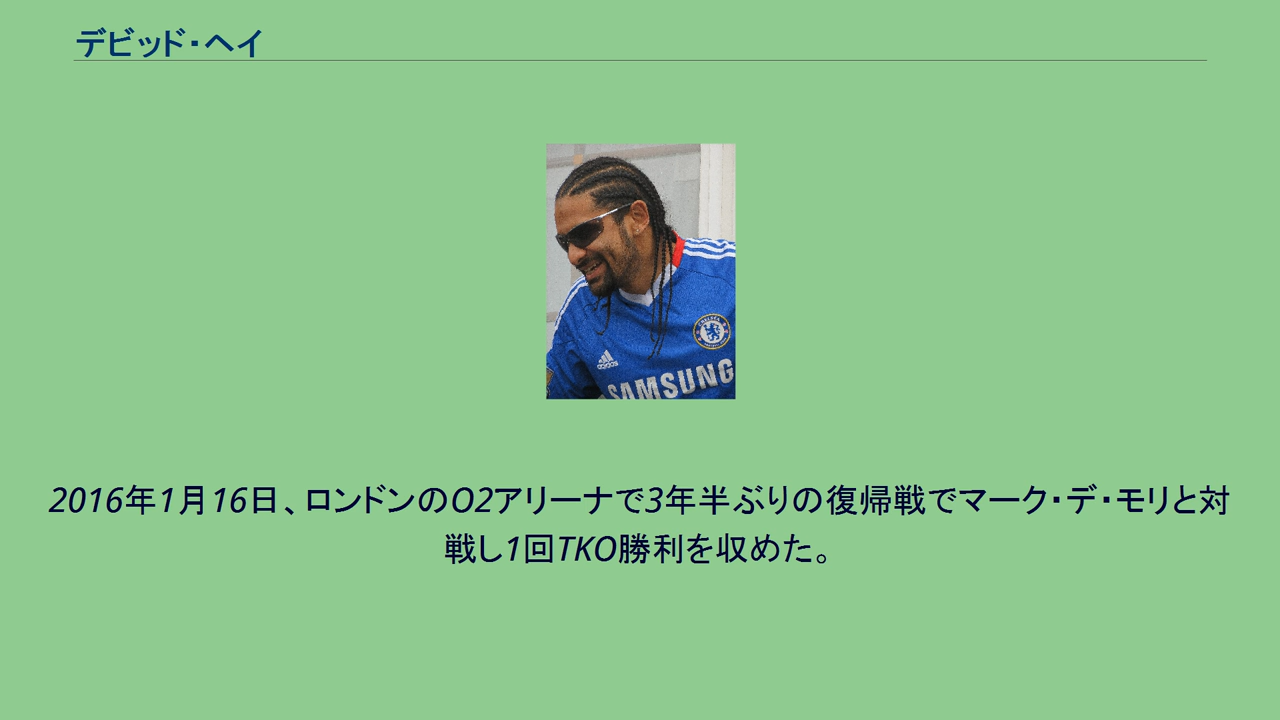 デビッド・ヘイ
CHELSEA
adidas
SAMSUNG
2016年1月16日、ロンドンのO2アリーナで3年半ぶりの復帰戦でマーク・デ・モリと対
戦し1回TKO勝利を収めた。